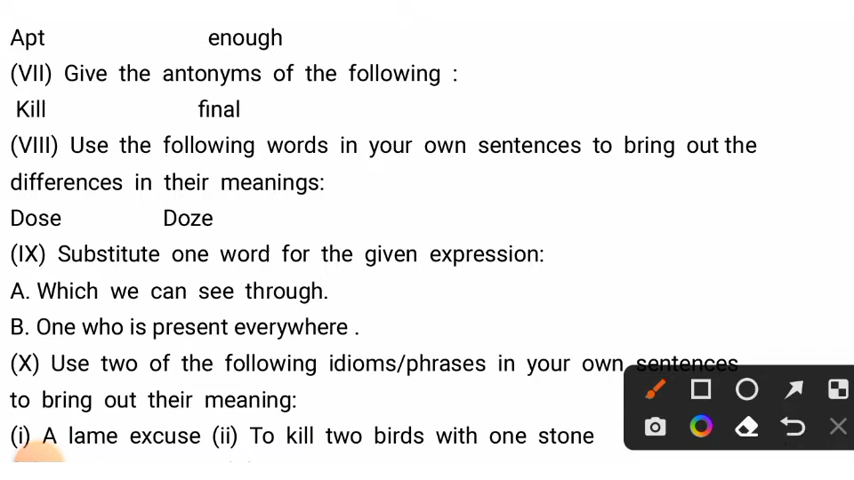 Apt enough
(VII) Give the antonyms of the following :
Kill final
(VIII) Use the following words in your own sentences to bring out the
differences in their meanings:
Dose Doze
(IX) Substitute one word for the given expression:
A. Which we can see through.
B. One who is present everywhere .
(X) Use two of the following idioms/phrases in your own sentences
to bring out their meaning:
(i) A lame excuse (ii) To kill two birds with one stone